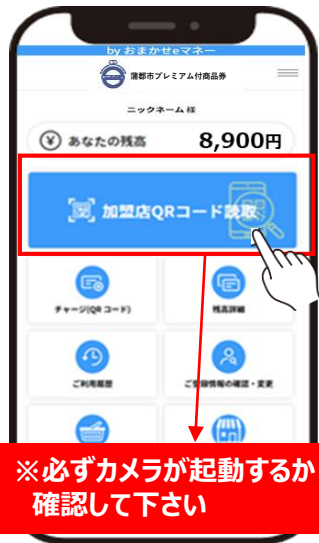 by おまかせeマネー
蒲郡市プレミアム付商品券
ニックネーム 様
あなたの残高 8,900円
加盟店QRコード読取
チャージ(QR コード)
残高詳細
ご利用履歴
ご登録情報の確認・変更
※必ずカメラが起動するか
確認して下さい